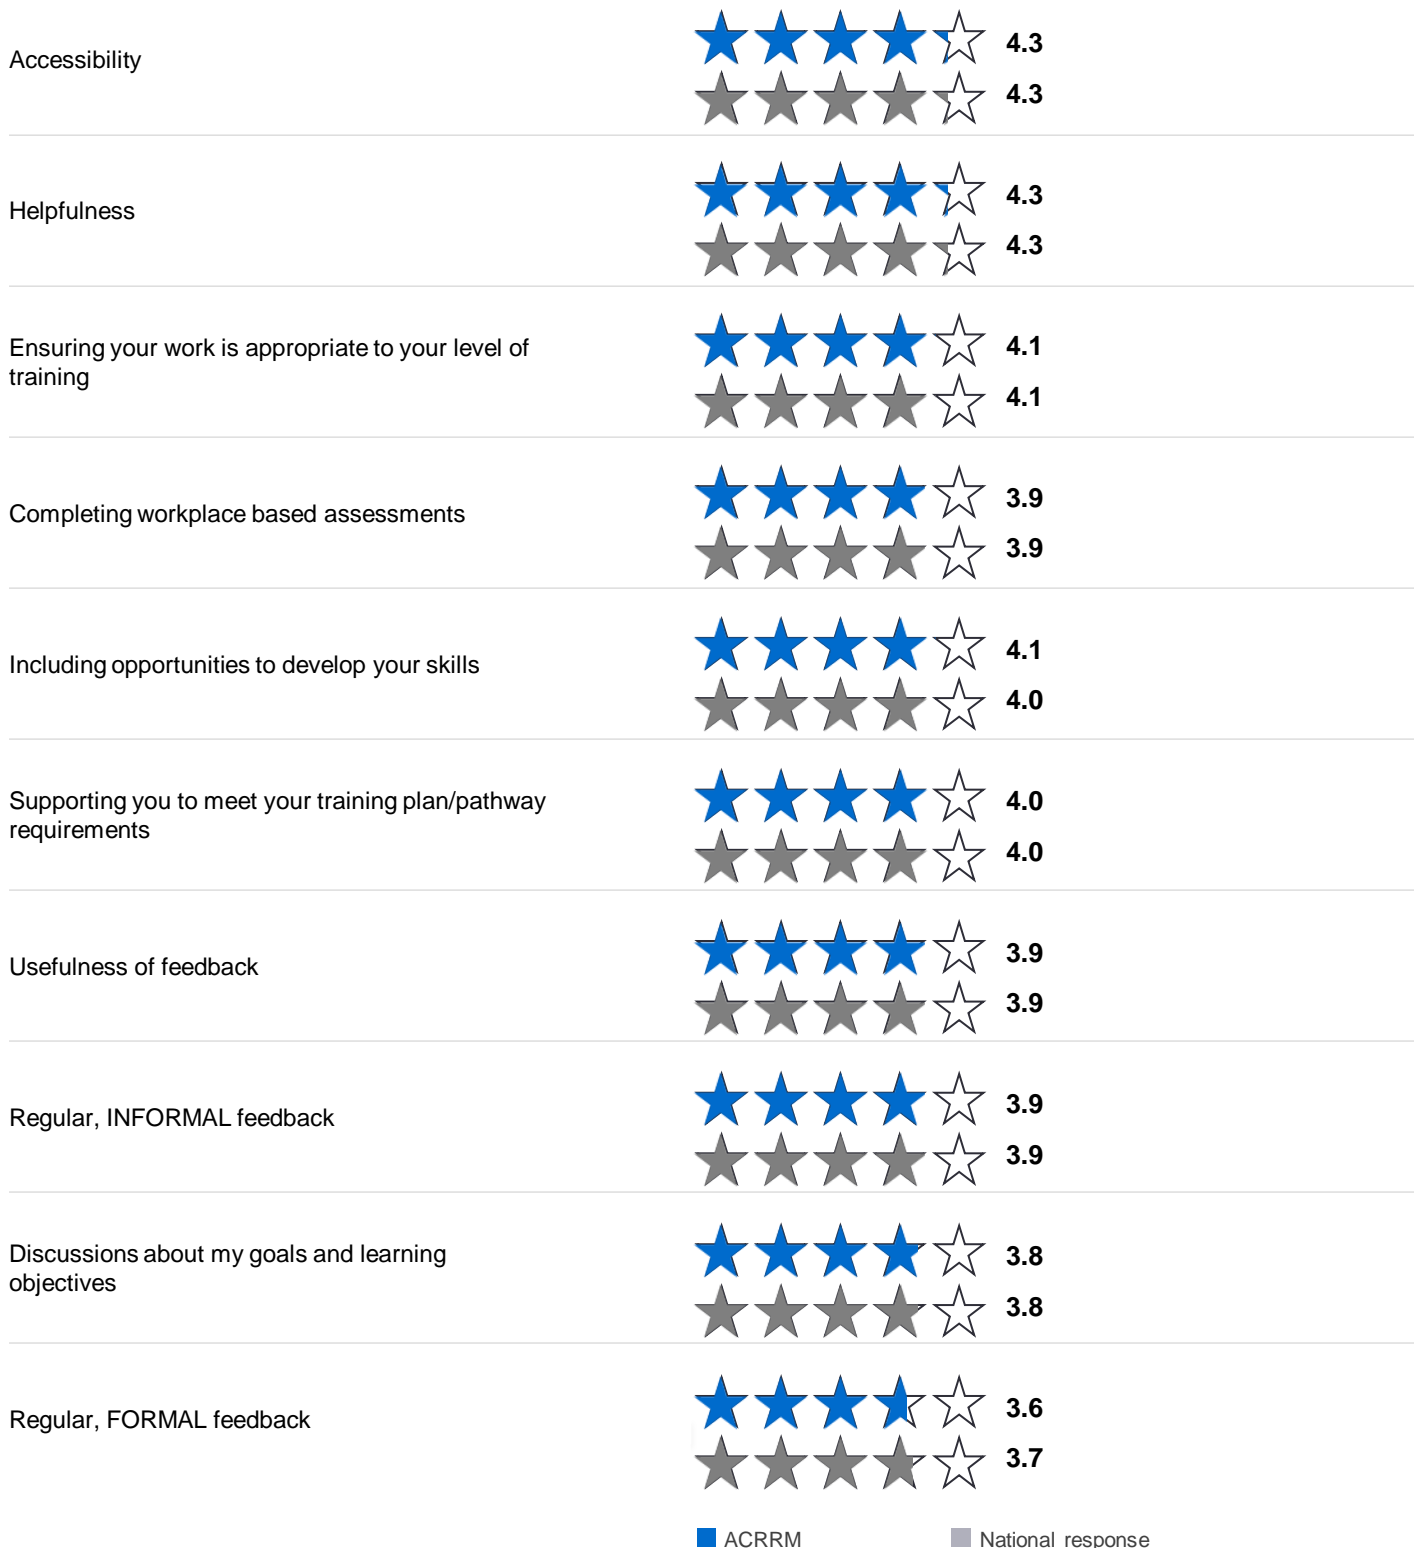 Accessibility
4.3
4.3
Helpfulness
4.3
4.3
Ensuring your work is appropriate to your level of
training
4.1
4.1
Completing workplace based assessments
3.9
3.9
Including opportunities to develop your skills
4.1
4.0
Supporting you to meet your training plan/pathway
requirements
4.0
4.0
Usefulness of feedback
3.9
3.9
Regular, INFORMAL feedback
3.9
3.9
Discussions about my goals and learning
objectives
3.8
3.8
Regular, FORMAL feedback
3.6
3.7
ACRRM
National response